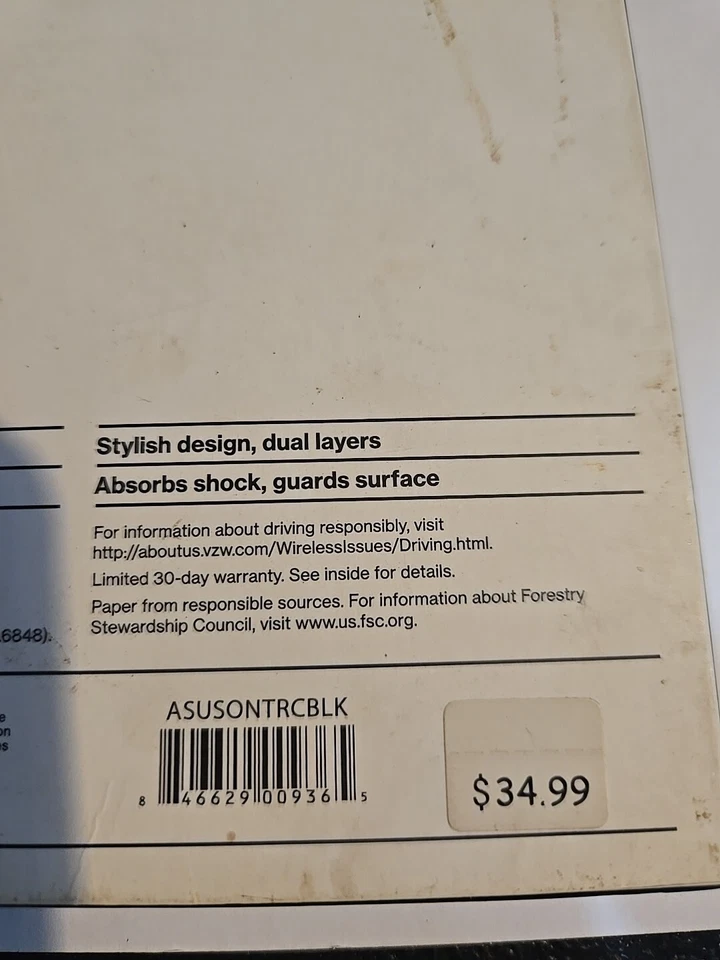 Stylish design, dual layers
Absorbs shock, guards surface
For information about driving responsibly, visit
http://aboutus.vzw.com/WirelessIssues/Driving.html.
Limited 30-day warranty. See inside for details.
Paper from responsible sources. For information about Forestry
Stewardship Council, visit www.us.fsc.org.
6848).
ASUSONTRCBLK
8 46629 00936 5
$34.99